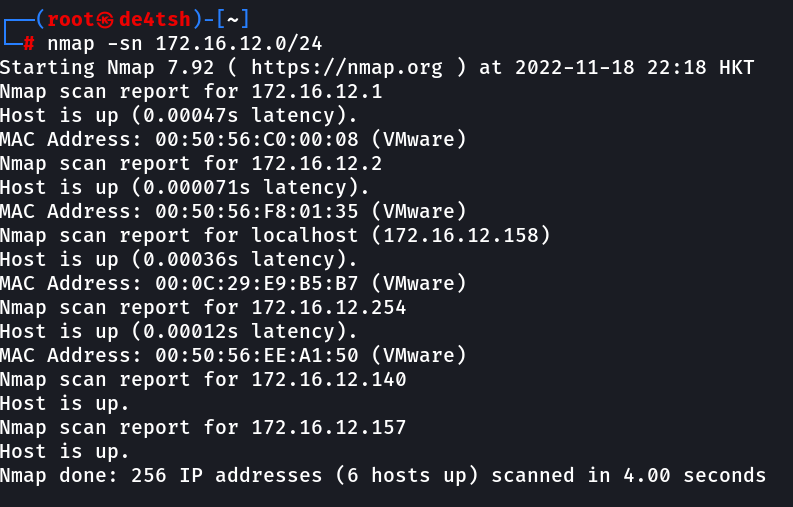 ┌──(root㉿de4tsh)-[~]
└─# nmap -sn 172.16.12.0/24
Starting Nmap 7.92 ( https://nmap.org ) at 2022-11-18 22:18 HKT
Nmap scan report for 172.16.12.1
Host is up (0.00047s latency).
MAC Address: 00:50:56:C0:00:08 (VMware)
Nmap scan report for 172.16.12.2
Host is up (0.000071s latency).
MAC Address: 00:50:56:F8:01:35 (VMware)
Nmap scan report for localhost (172.16.12.158)
Host is up (0.00036s latency).
MAC Address: 00:0C:29:E9:B5:B7 (VMware)
Nmap scan report for 172.16.12.254
Host is up (0.00012s latency).
MAC Address: 00:50:56:EE:A1:50 (VMware)
Nmap scan report for 172.16.12.140
Host is up.
Nmap scan report for 172.16.12.157
Host is up.
Nmap done: 256 IP addresses (6 hosts up) scanned in 4.00 seconds